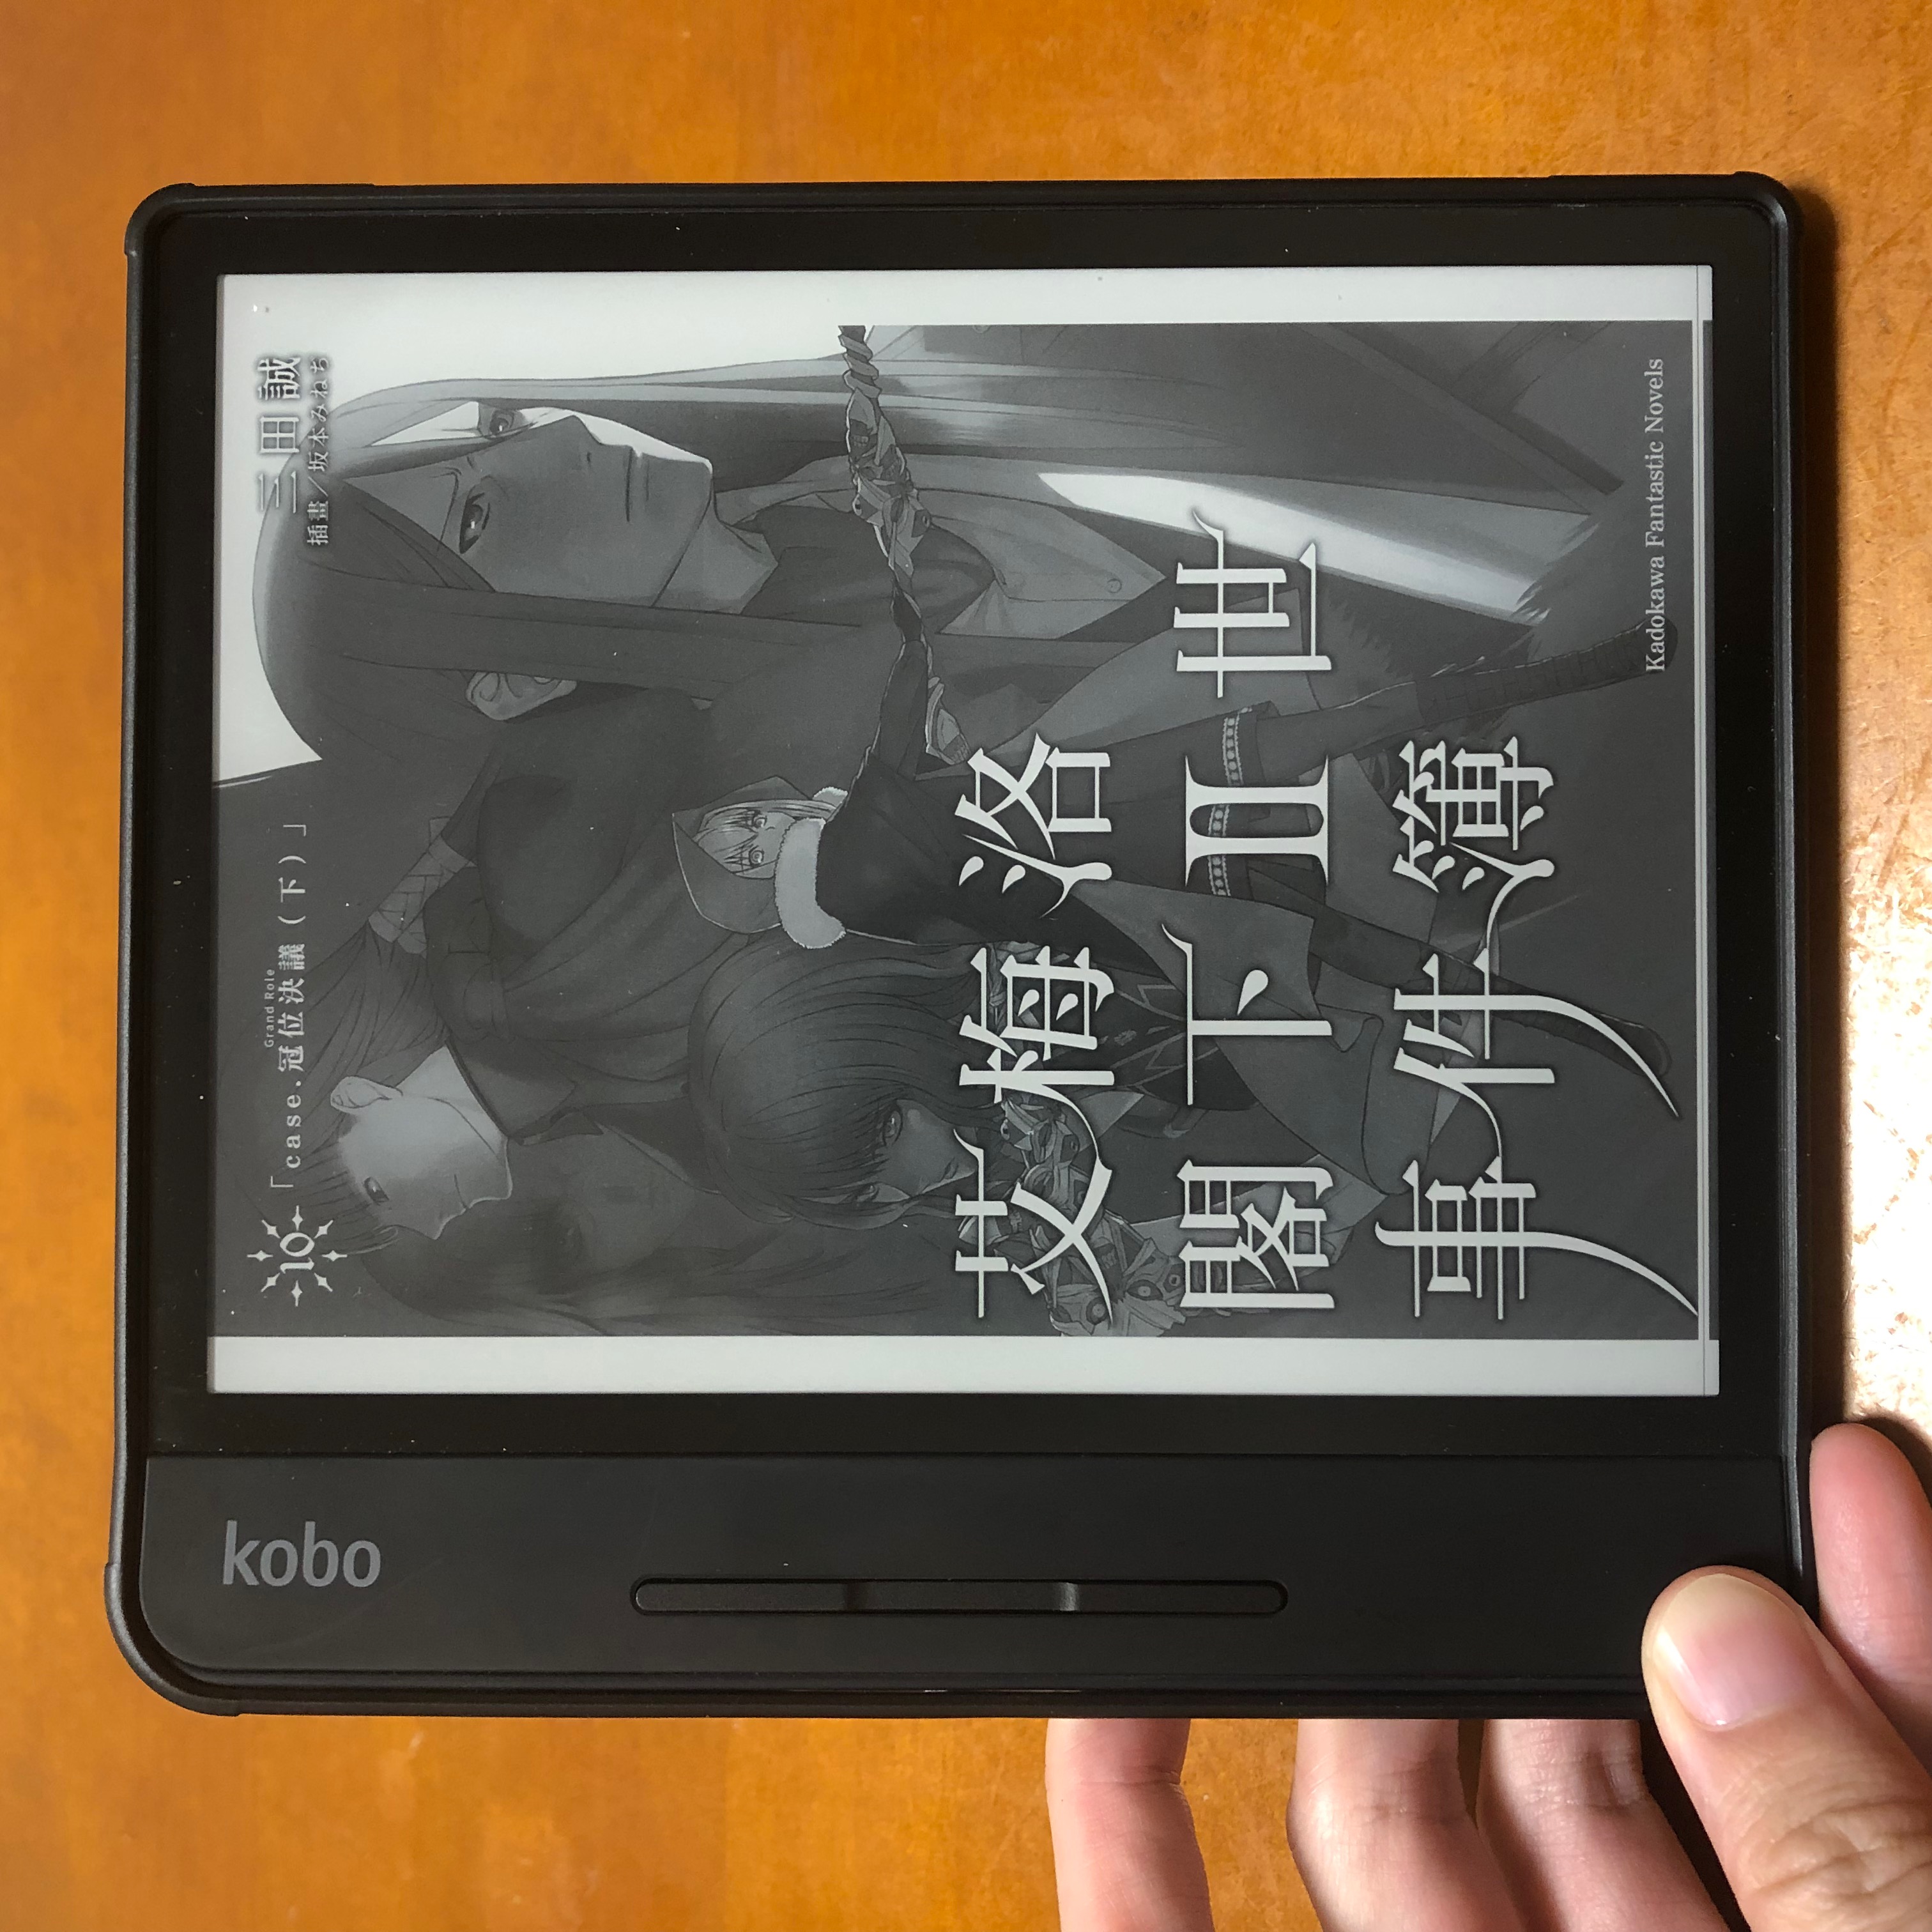 kobo
10
Grand Role
「case.冠位決議（下）」
三田誠
插畫／坂本みねぢ
艾梅洛
閣下II世
事件簿
Kadokawa Fantastic Novels